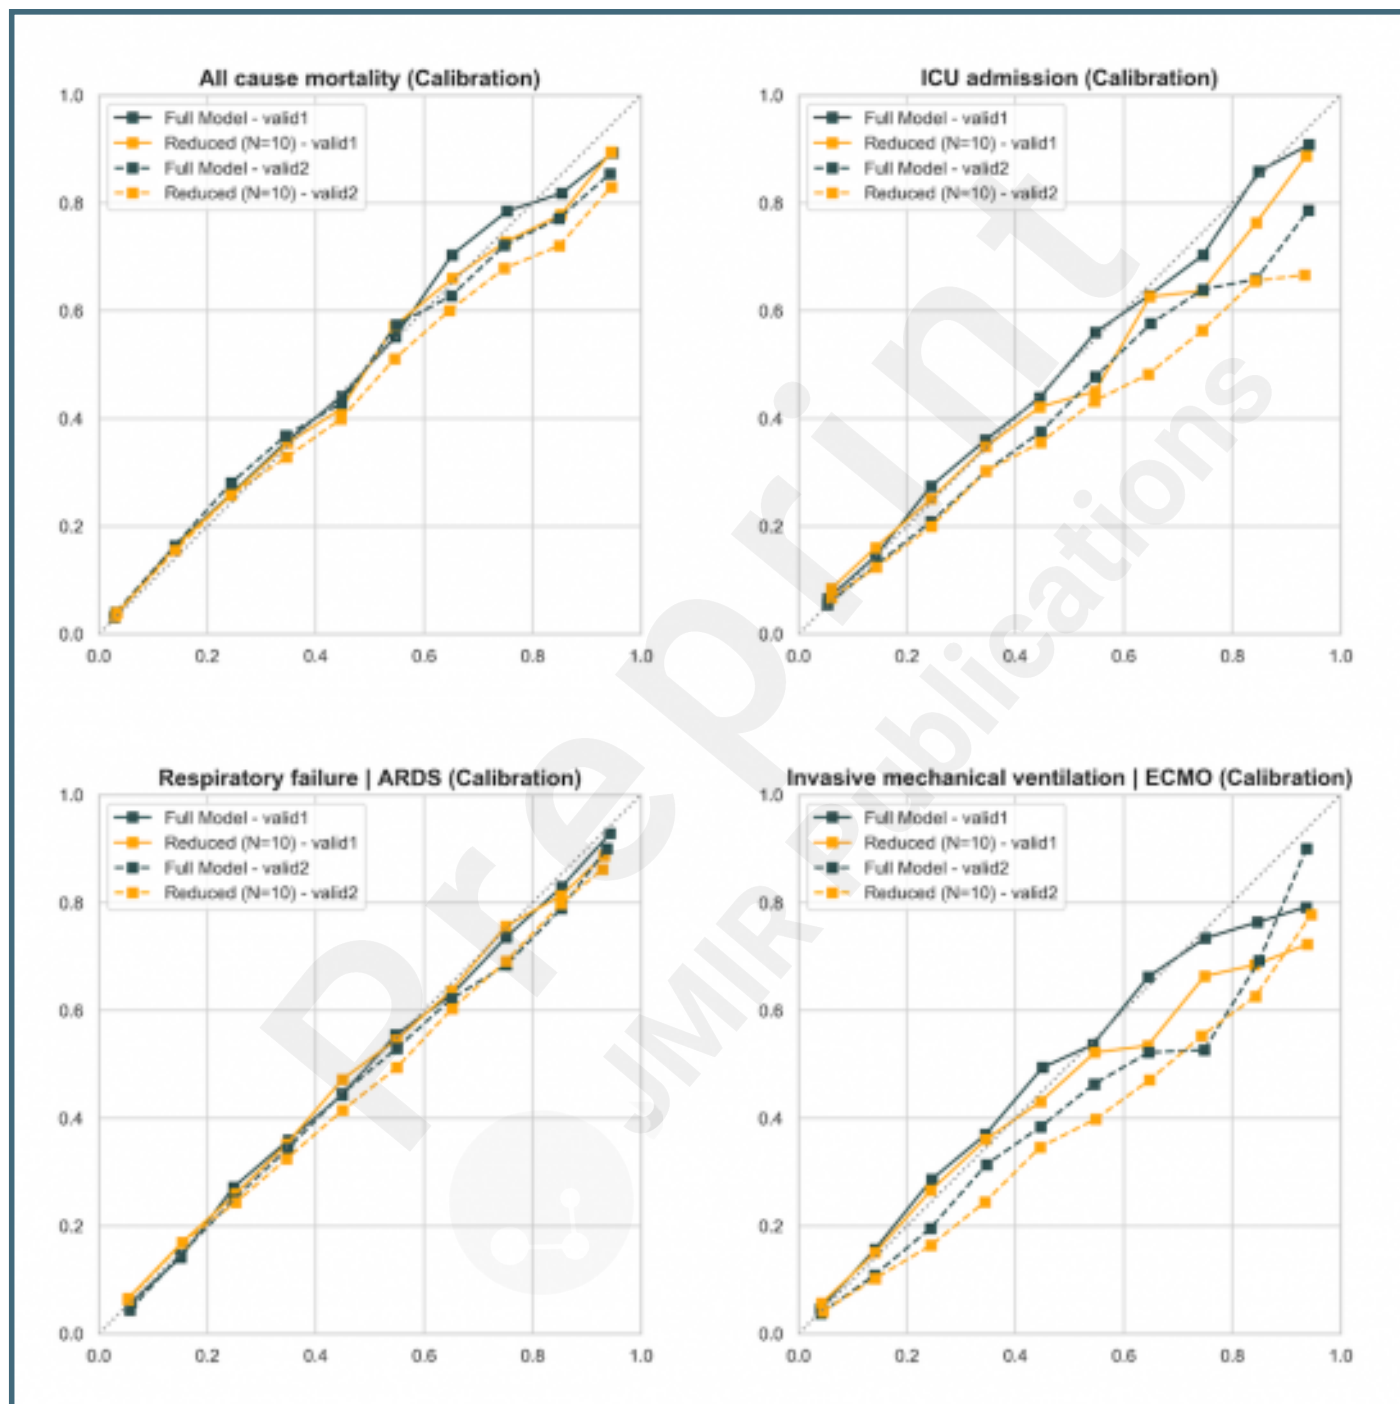 All cause mortality (Calibration)
1.0
0.8
0.6
0.4
0.2
0.0
Full Model - valid1
Reduced (N=10) - valid1
Full Model - valid2
Reduced (N=10) - valid2
0.0 0.2 0.4 0.6 0.8 1.0
ICU admission (Calibration)
1.0
0.8
0.6
0.4
0.2
0.0
Full Model - valid1
Reduced (N=10) - valid1
Full Model - valid2
Reduced (N=10) - valid2
0.0 0.2 0.4 0.6 0.8 1.0
Respiratory failure | ARDS (Calibration)
1.0
0.8
0.6
0.4
0.2
0.0
Full Model - valid1
Reduced (N=10) - valid1
Full Model - valid2
Reduced (N=10) - valid2
0.0 0.2 0.4 0.6 0.8 1.0
Invasive mechanical ventilation | ECMO (Calibration)
1.0
0.8
0.6
0.4
0.2
0.0
Full Model - valid1
Reduced (N=10) - valid1
Full Model - valid2
Reduced (N=10) - valid2
0.0 0.2 0.4 0.6 0.8 1.0
Preprint
JMIR Publications